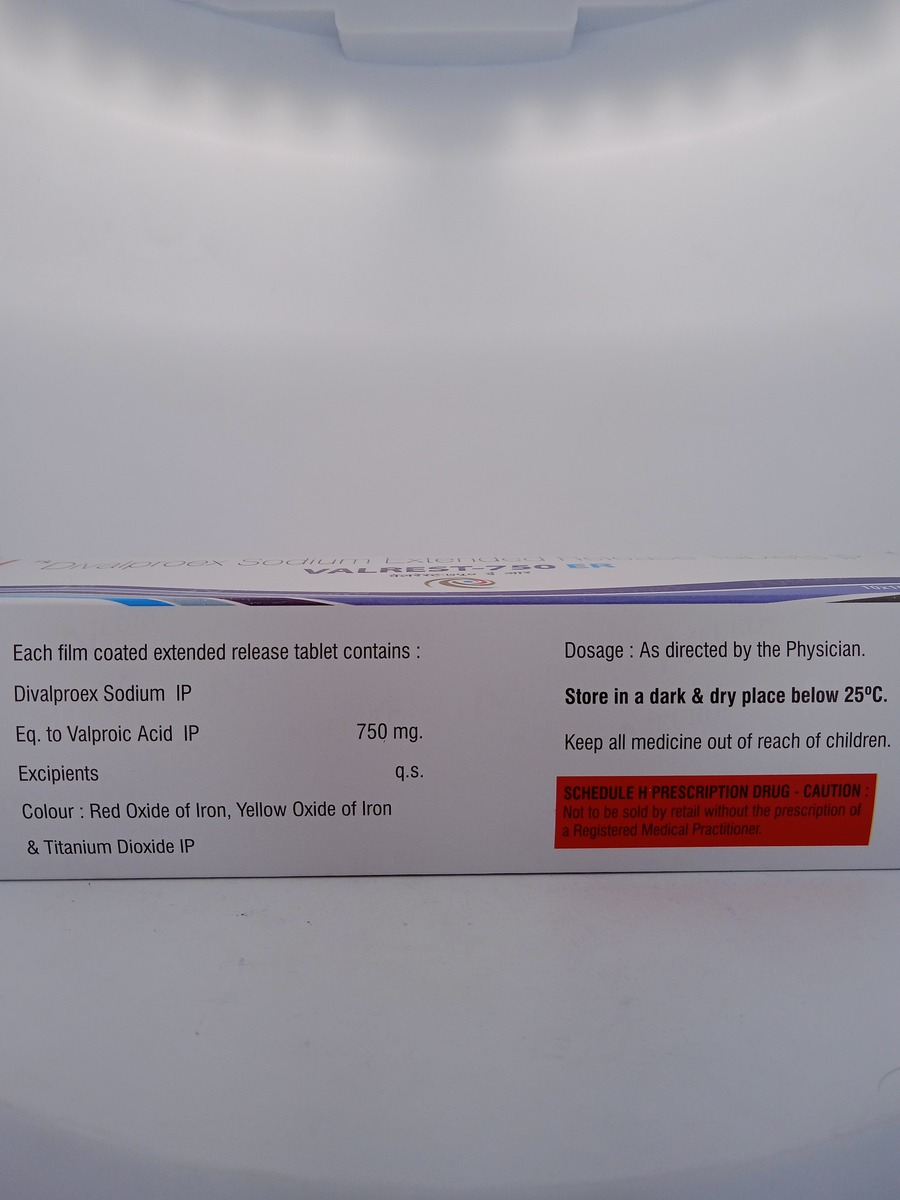 Divalproex Sodium Extended
VALREST-750 ER
Each film coated extended release tablet contains :
Divalproex Sodium IP
Eq. to Valproic Acid IP 750 mg.
Excipients q.s.
Colour : Red Oxide of Iron, Yellow Oxide of Iron
& Titanium Dioxide IP
Dosage : As directed by the Physician.
Store in a dark & dry place below 25ºC.
Keep all medicine out of reach of children.
SCHEDULE H PRESCRIPTION DRUG - CAUTION :
Not to be sold by retail without the prescription of
a Registered Medical Practitioner.